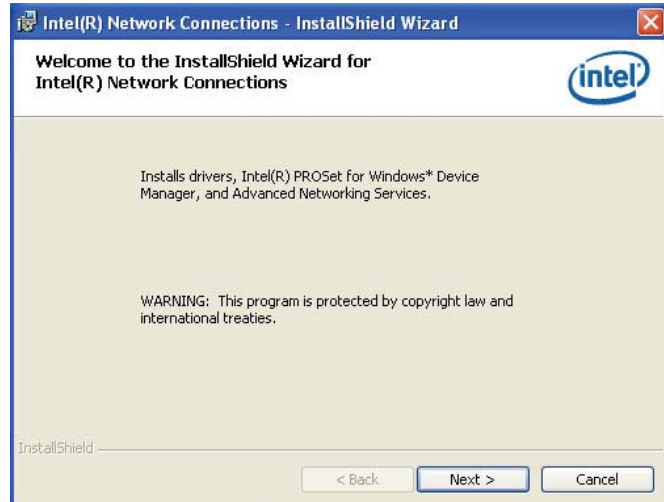 Intel(R) Network Connections - InstallShield Wizard
Welcome to the InstallShield Wizard for
Intel(R) Network Connections
intel
Installs drivers, Intel(R) PROSet for Windows* Device
Manager, and Advanced Networking Services.
WARNING: This program is protected by copyright law and
international treaties.
InstallShield
< Back
Next >
Cancel